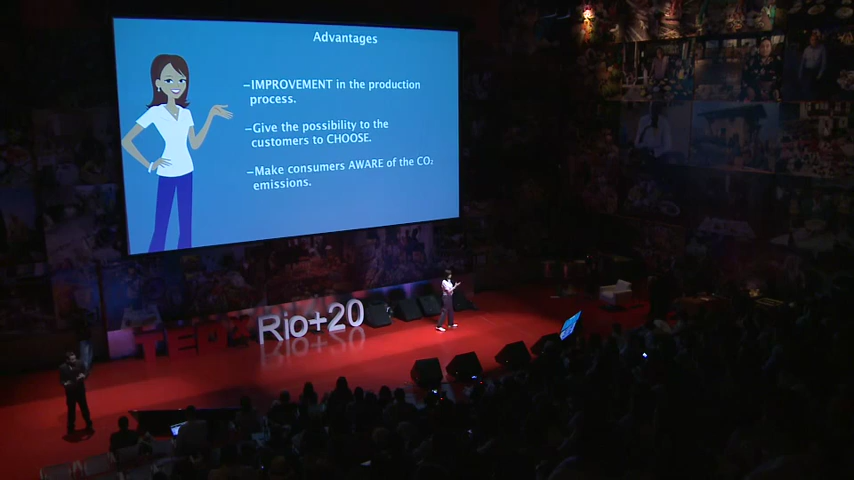 Advantages
–IMPROVEMENT in the production
process.
–Give the possibility to the
customers to CHOOSE.
–Make consumers AWARE of the CO₂
emissions.
TEDx Rio+20